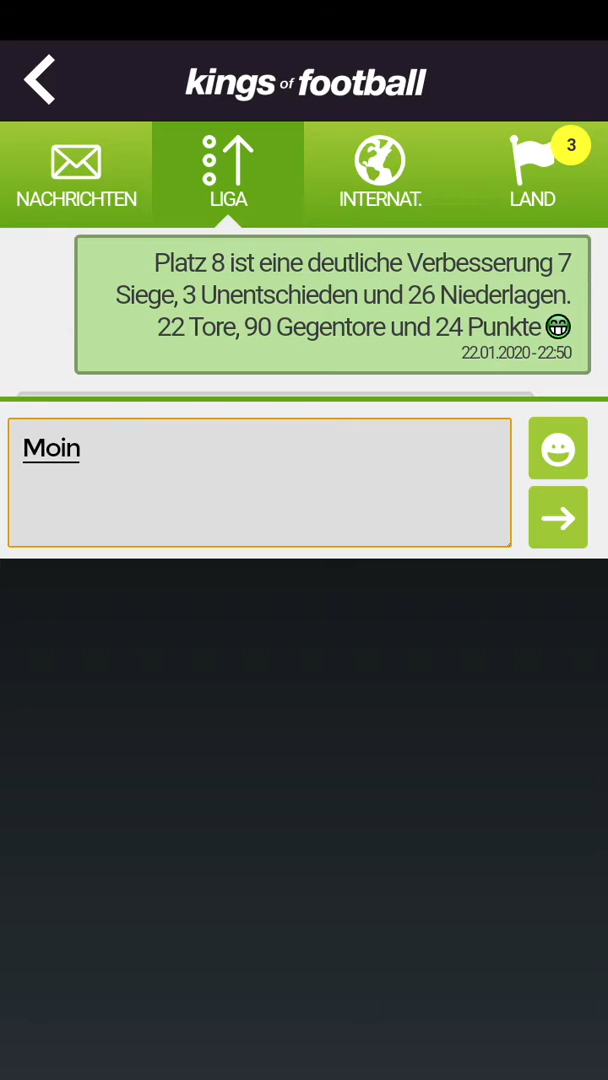 kings of football
NACHRICHTEN
LIGA
INTERNAT.
LAND
3
Platz 8 ist eine deutliche Verbesserung 7
Siege, 3 Unentschieden und 26 Niederlagen.
22 Tore, 90 Gegentore und 24 Punkte 😁
22.01.2020 - 22:50
Moin